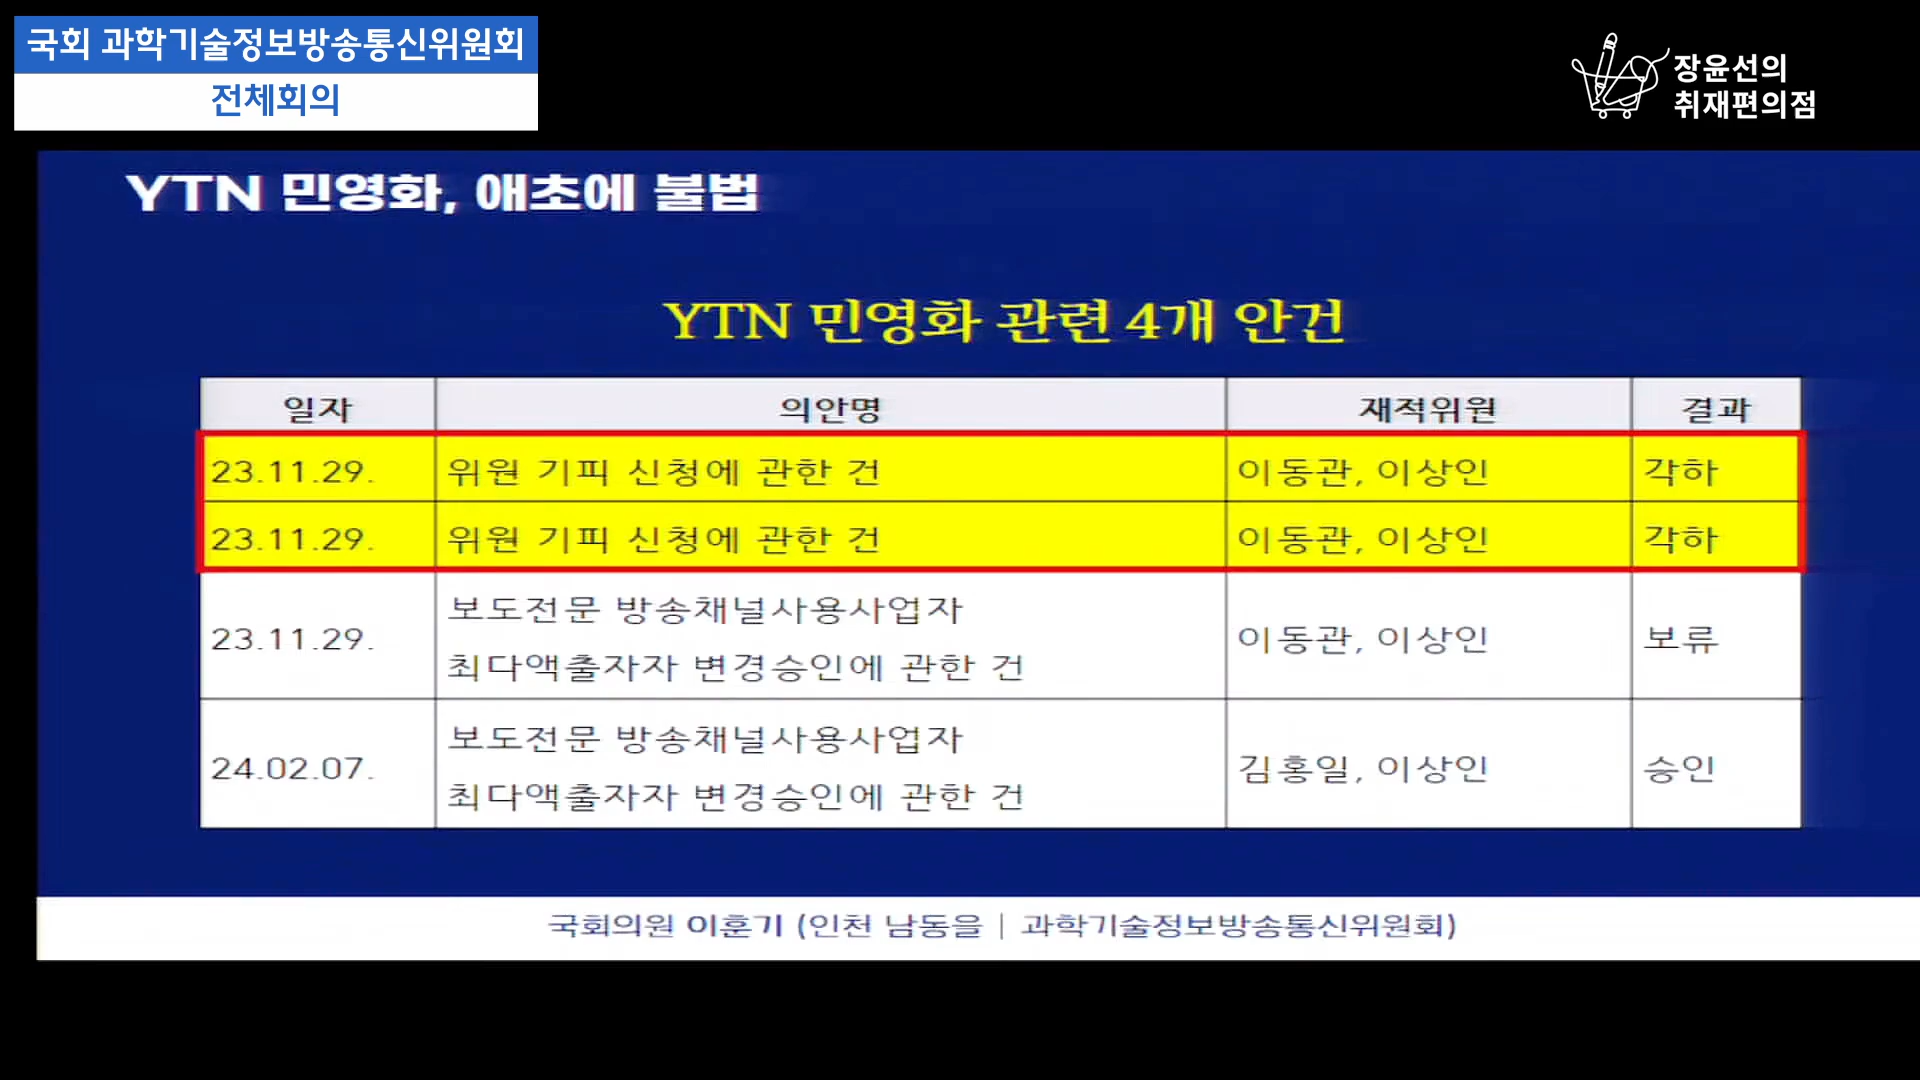 국회 과학기술정보방송통신위원회
전체회의
장윤선의
취재편의점
YTN 민영화, 애초에 불법
YTN 민영화 관련 4개 안건
일자 의안명 재적위원 결과
23.11.29. 위원 기피 신청에 관한 건 이동관, 이상인 각하
23.11.29. 위원 기피 신청에 관한 건 이동관, 이상인 각하
23.11.29. 보도전문 방송채널사용사업자
최다액출자자 변경승인에 관한 건 이동관, 이상인 보류
24.02.07. 보도전문 방송채널사용사업자
최다액출자자 변경승인에 관한 건 김홍일, 이상인 승인
국회의원 이훈기 (인천 남동을 | 과학기술정보방송통신위원회)